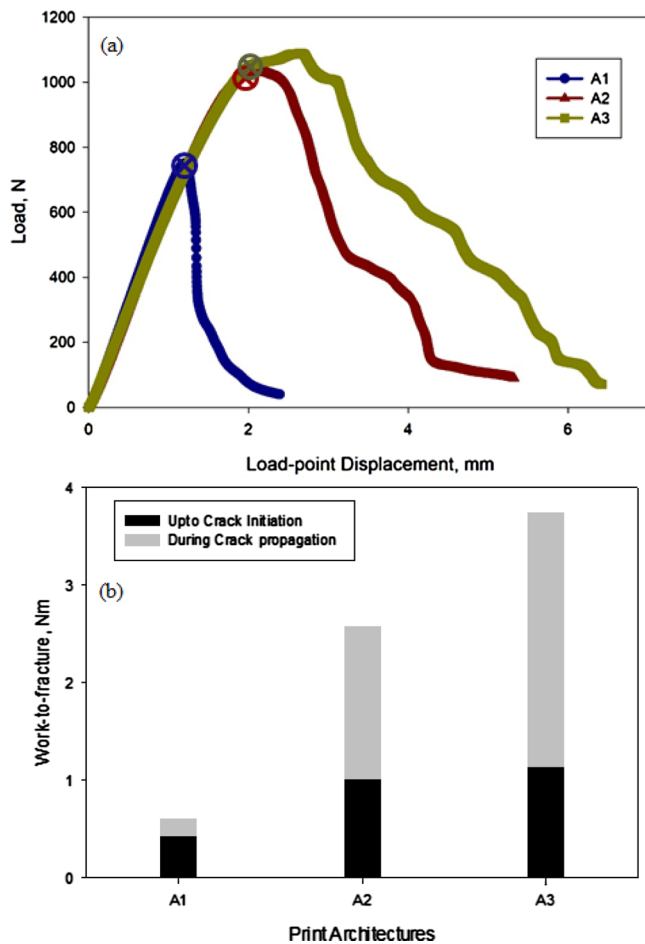 (a)
1200
1000
800
600
400
200
0
Load, N
A1
A2
A3
0 2 4 6
Load-point Displacement, mm
(b)
4
3
2
1
0
Work-to-fracture, Nm
Upto Crack Initiation
During Crack propagation
A1 A2 A3
Print Architectures